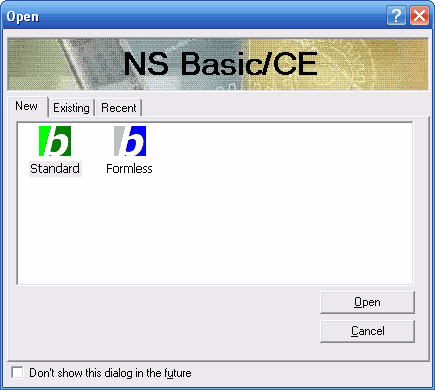 Open
NS Basic/CE
New Existing Recent
b b
Standard Formless
Open
Cancel
Don't show this dialog in the future